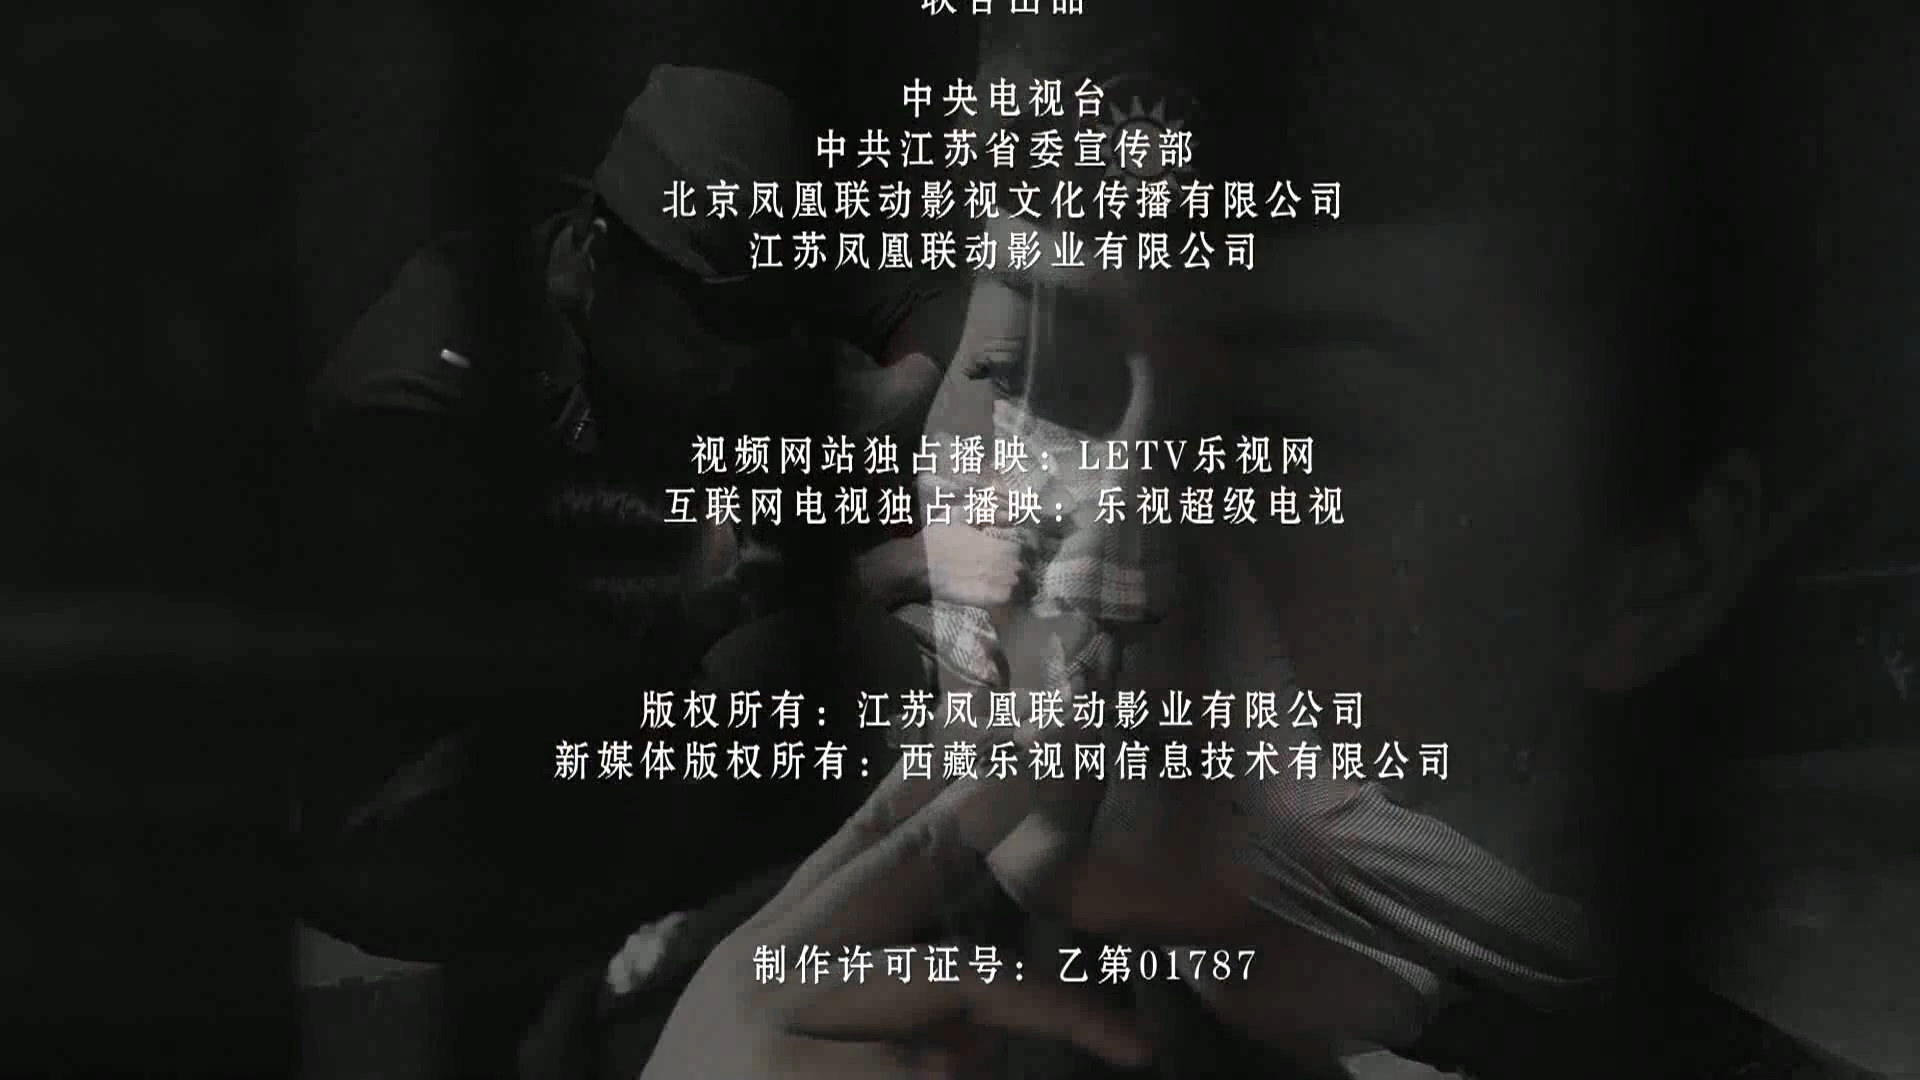 联合出品
中央电视台
中共江苏省委宣传部
北京凤凰联动影视文化传播有限公司
江苏凤凰联动影业有限公司
视频网站独占播映：LETV乐视网
互联网电视独占播映：乐视超级电视
版权所有：江苏凤凰联动影业有限公司
新媒体版权所有：西藏乐视网信息技术有限公司
制作许可证号：乙第01787